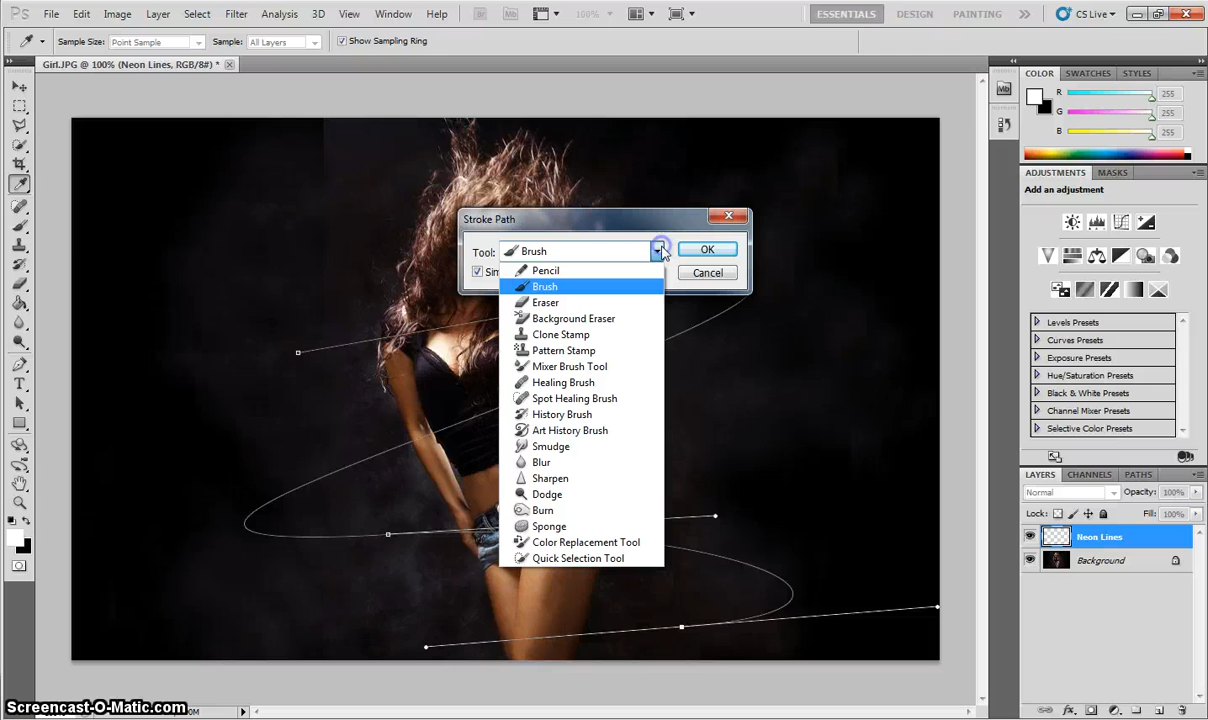 Ps File Edit Image Layer Select Filter Analysis 3D View Window Help Br Mb 100% ESSENTIALS DESIGN PAINTING CS Live
Sample Size: Point Sample Sample: All Layers Show Sampling Ring
Girl.JPG @ 100% (Neon Lines, RGB/8#) *
Stroke Path
Tool: Brush OK
Sim Cancel
Pencil
Brush
Eraser
Background Eraser
Clone Stamp
Pattern Stamp
Mixer Brush Tool
Healing Brush
Spot Healing Brush
History Brush
Art History Brush
Smudge
Blur
Sharpen
Dodge
Burn
Sponge
Color Replacement Tool
Quick Selection Tool
Mb
COLOR SWATCHES STYLES
R 255
G 255
B 255
ADJUSTMENTS MASKS
Add an adjustment
Levels Presets
Curves Presets
Exposure Presets
Hue/Saturation Presets
Black & White Presets
Channel Mixer Presets
Selective Color Presets
LAYERS CHANNELS PATHS
Normal Opacity: 100%
Lock: Fill: 100%
Neon Lines
Background
fx
Screencast-O-Matic.com